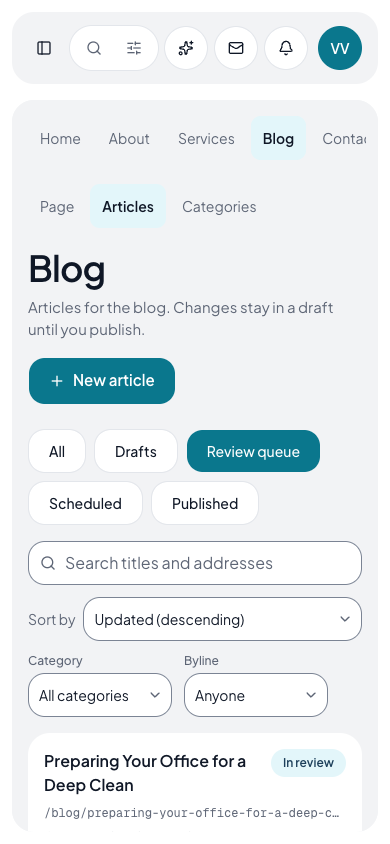 VV
Home About Services Blog Contac
Page Articles Categories
Blog
Articles for the blog. Changes stay in a draft
until you publish.
New article
All Drafts Review queue
Scheduled Published
Search titles and addresses
Sort by Updated (descending)
Category Byline
All categories Anyone
Preparing Your Office for a In review
Deep Clean
/blog/preparing-your-office-for-a-deep-c…